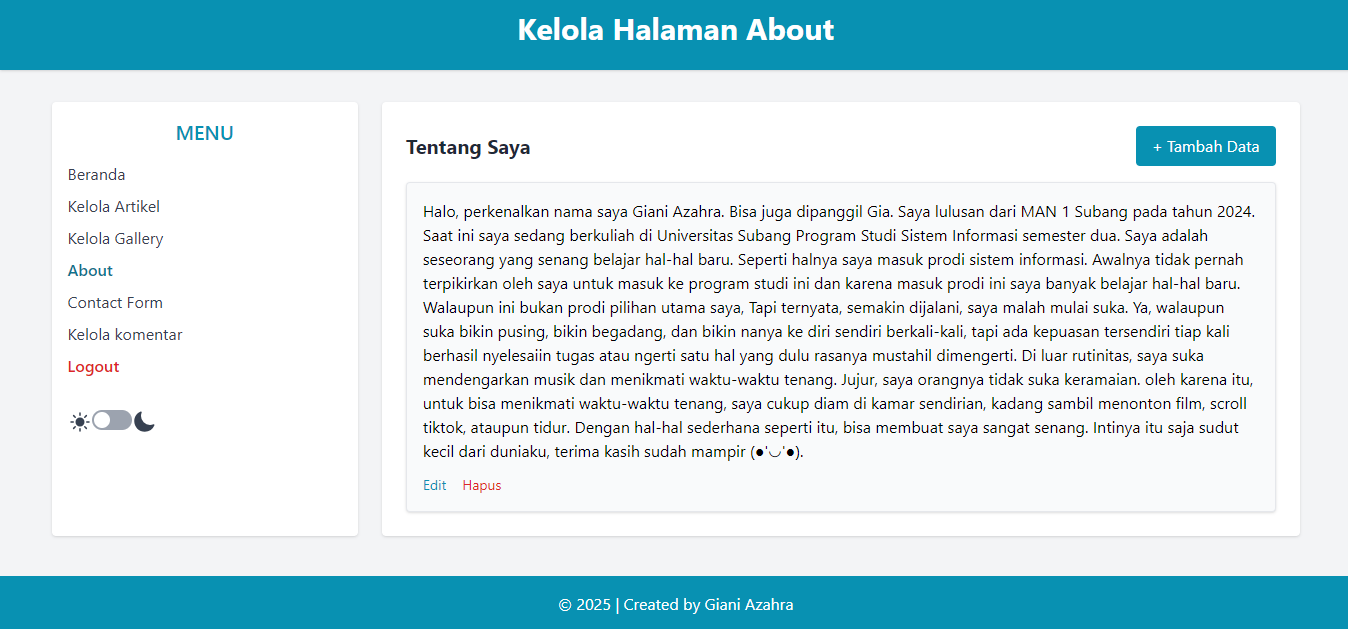 Kelola Halaman About
MENU
Beranda
Kelola Artikel
Kelola Gallery
About
Contact Form
Kelola komentar
Logout
Tentang Saya
+ Tambah Data
Halo, perkenalkan nama saya Giani Azahra. Bisa juga dipanggil Gia. Saya lulusan dari MAN 1 Subang pada tahun 2024.
Saat ini saya sedang berkuliah di Universitas Subang Program Studi Sistem Informasi semester dua. Saya adalah
seseorang yang senang belajar hal-hal baru. Seperti halnya saya masuk prodi sistem informasi. Awalnya tidak pernah
terpikirkan oleh saya untuk masuk ke program studi ini dan karena masuk prodi ini saya banyak belajar hal-hal baru.
Walaupun ini bukan prodi pilihan utama saya, Tapi ternyata, semakin dijalani, saya malah mulai suka. Ya, walaupun
suka bikin pusing, bikin begadang, dan bikin nanya ke diri sendiri berkali-kali, tapi ada kepuasan tersendiri tiap kali
berhasil nyelesaiin tugas atau ngerti satu hal yang dulu rasanya mustahil dimengerti. Di luar rutinitas, saya suka
mendengarkan musik dan menikmati waktu-waktu tenang. Jujur, saya orangnya tidak suka keramaian. oleh karena itu,
untuk bisa menikmati waktu-waktu tenang, saya cukup diam di kamar sendirian, kadang sambil menonton film, scroll
tiktok, ataupun tidur. Dengan hal-hal sederhana seperti itu, bisa membuat saya sangat senang. Intinya itu saja sudut
kecil dari duniaku, terima kasih sudah mampir (●'◡'●).
Edit Hapus
© 2025 | Created by Giani Azahra